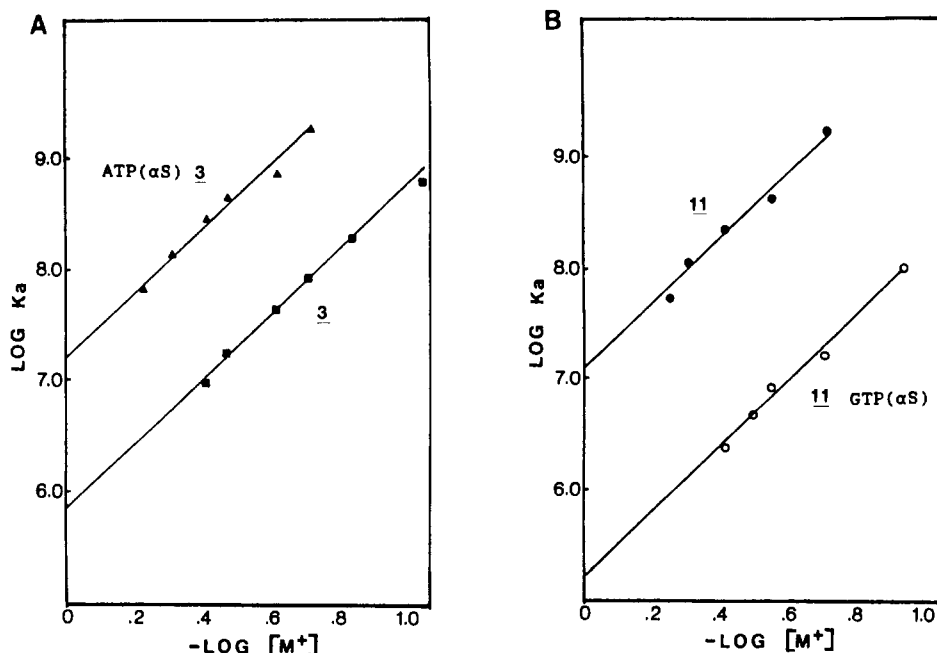 A
LOG Ka
9.0
8.0
7.0
6.0
ATP(αS) 3
3
0 .2 .4 .6 .8 1.0
-LOG [M+]
B
LOG Ka
9.0
8.0
7.0
6.0
11
11 GTP(αS)
0 .2 .4 .6 .8 1.0
-LOG [M+]